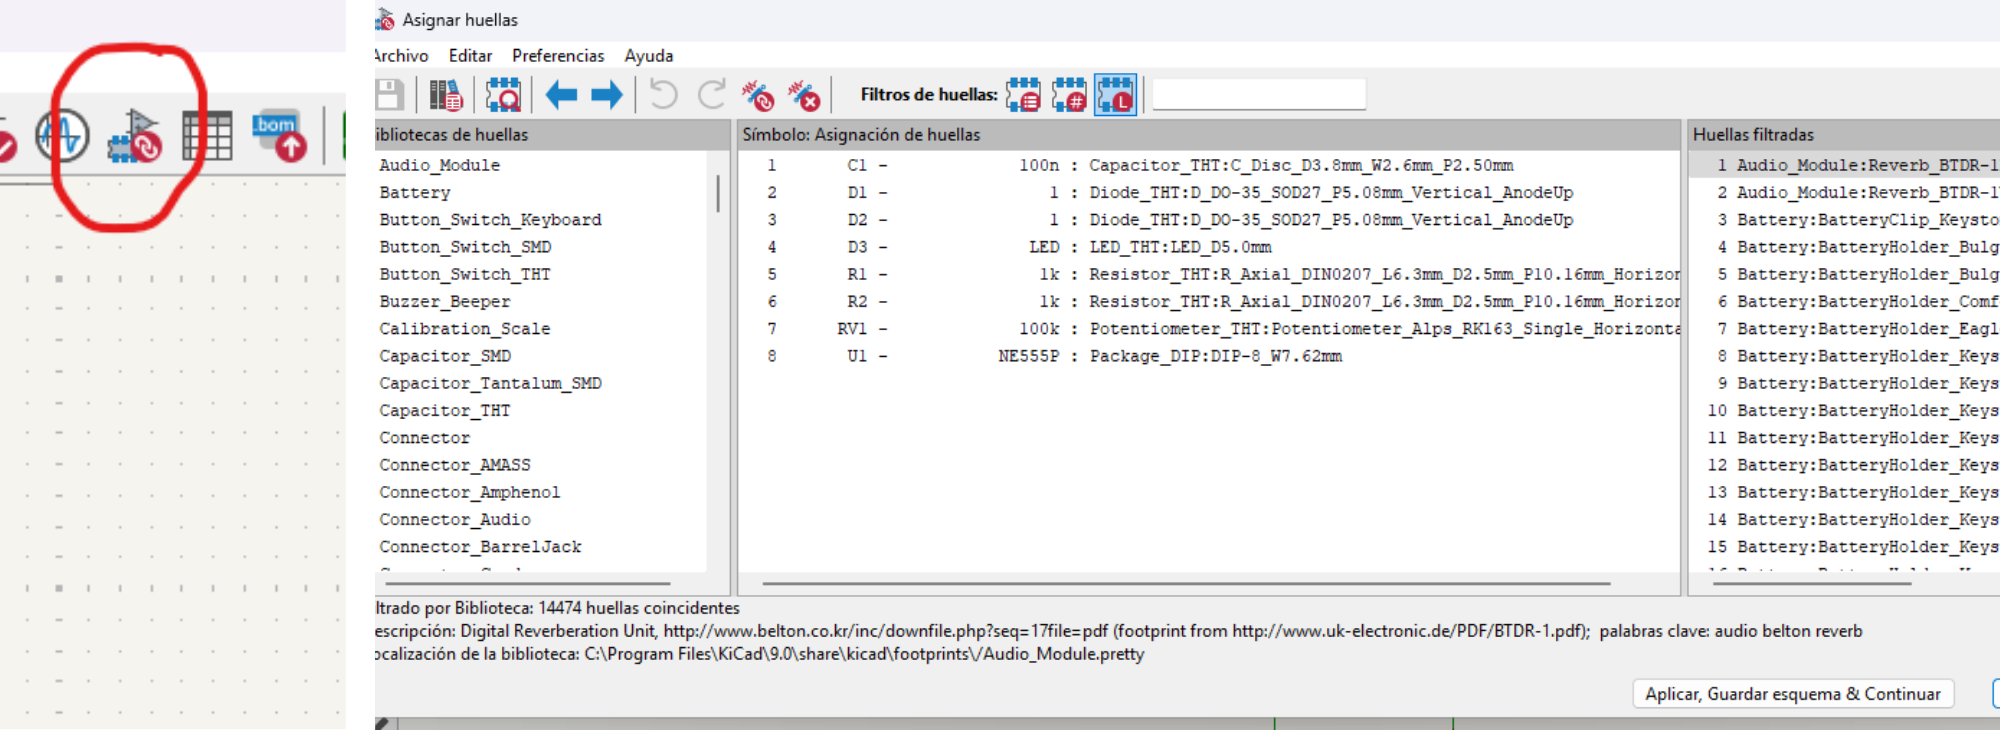 .bom
Asignar huellas
Archivo Editar Preferencias Ayuda
Filtros de huellas:
# L
ibliotecas de huellas
Audio_Module
Battery
Button_Switch_Keyboard
Button_Switch_SMD
Button_Switch_THT
Buzzer_Beeper
Calibration_Scale
Capacitor_SMD
Capacitor_Tantalum_SMD
Capacitor_THT
Connector
Connector_AMASS
Connector_Amphenol
Connector_Audio
Connector_BarrelJack
Símbolo: Asignación de huellas
1 C1 - 100n : Capacitor_THT:C_Disc_D3.8mm_W2.6mm_P2.50mm
2 D1 - 1 : Diode_THT:D_DO-35_SOD27_P5.08mm_Vertical_AnodeUp
3 D2 - 1 : Diode_THT:D_DO-35_SOD27_P5.08mm_Vertical_AnodeUp
4 D3 - LED : LED_THT:LED_D5.0mm
5 R1 - 1k : Resistor_THT:R_Axial_DIN0207_L6.3mm_D2.5mm_P10.16mm_Horizon
6 R2 - 1k : Resistor_THT:R_Axial_DIN0207_L6.3mm_D2.5mm_P10.16mm_Horizon
7 RV1 - 100k : Potentiometer_THT:Potentiometer_Alps_RK163_Single_Horizonta
8 U1 - NE555P : Package_DIP:DIP-8_W7.62mm
Huellas filtradas
1 Audio_Module:Reverb_BTDR-1
2 Audio_Module:Reverb_BTDR-1
3 Battery:BatteryClip_Keysto
4 Battery:BatteryHolder_Bulg
5 Battery:BatteryHolder_Bulg
6 Battery:BatteryHolder_Comf
7 Battery:BatteryHolder_Eagl
8 Battery:BatteryHolder_Keys
9 Battery:BatteryHolder_Keys
10 Battery:BatteryHolder_Keys
11 Battery:BatteryHolder_Keys
12 Battery:BatteryHolder_Keys
13 Battery:BatteryHolder_Keys
14 Battery:BatteryHolder_Keys
15 Battery:BatteryHolder_Keys
ltrado por Biblioteca: 14474 huellas coincidentes
escripción: Digital Reverberation Unit, http://www.belton.co.kr/inc/downfile.php?seq=17file=pdf (footprint from http://www.uk-electronic.de/PDF/BTDR-1.pdf); palabras clave: audio belton reverb
ocalización de la biblioteca: C:\Program Files\KiCad\9.0\share\kicad\footprints\/Audio_Module.pretty
Aplicar, Guardar esquema & Continuar